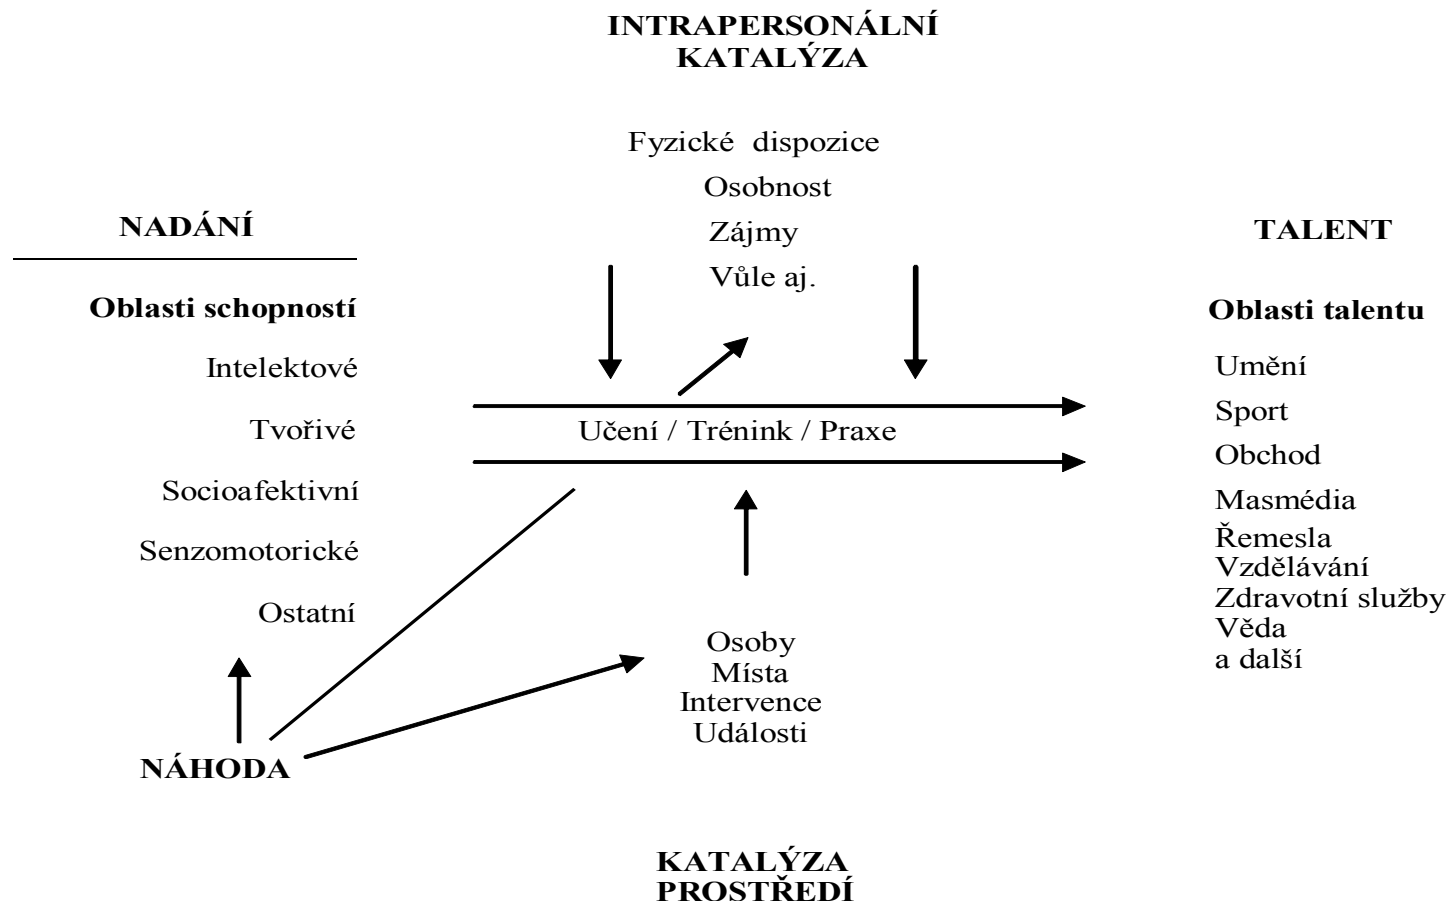 INTRAPERSONÁLNÍ
KATALÝZA
Fyzické dispozice
Osobnost
Zájmy
Vůle aj.
NADÁNÍ
Oblasti schopností
Intelektové
Tvořivé
Socioafektivní
Senzomotorické
Ostatní
NÁHODA
Učení / Trénink / Praxe
Osoby
Místa
Intervence
Události
KATALÝZA
PROSTŘEDÍ
TALENT
Oblasti talentu
Umění
Sport
Obchod
Masmédia
Řemesla
Vzdělávání
Zdravotní služby
Věda
a další